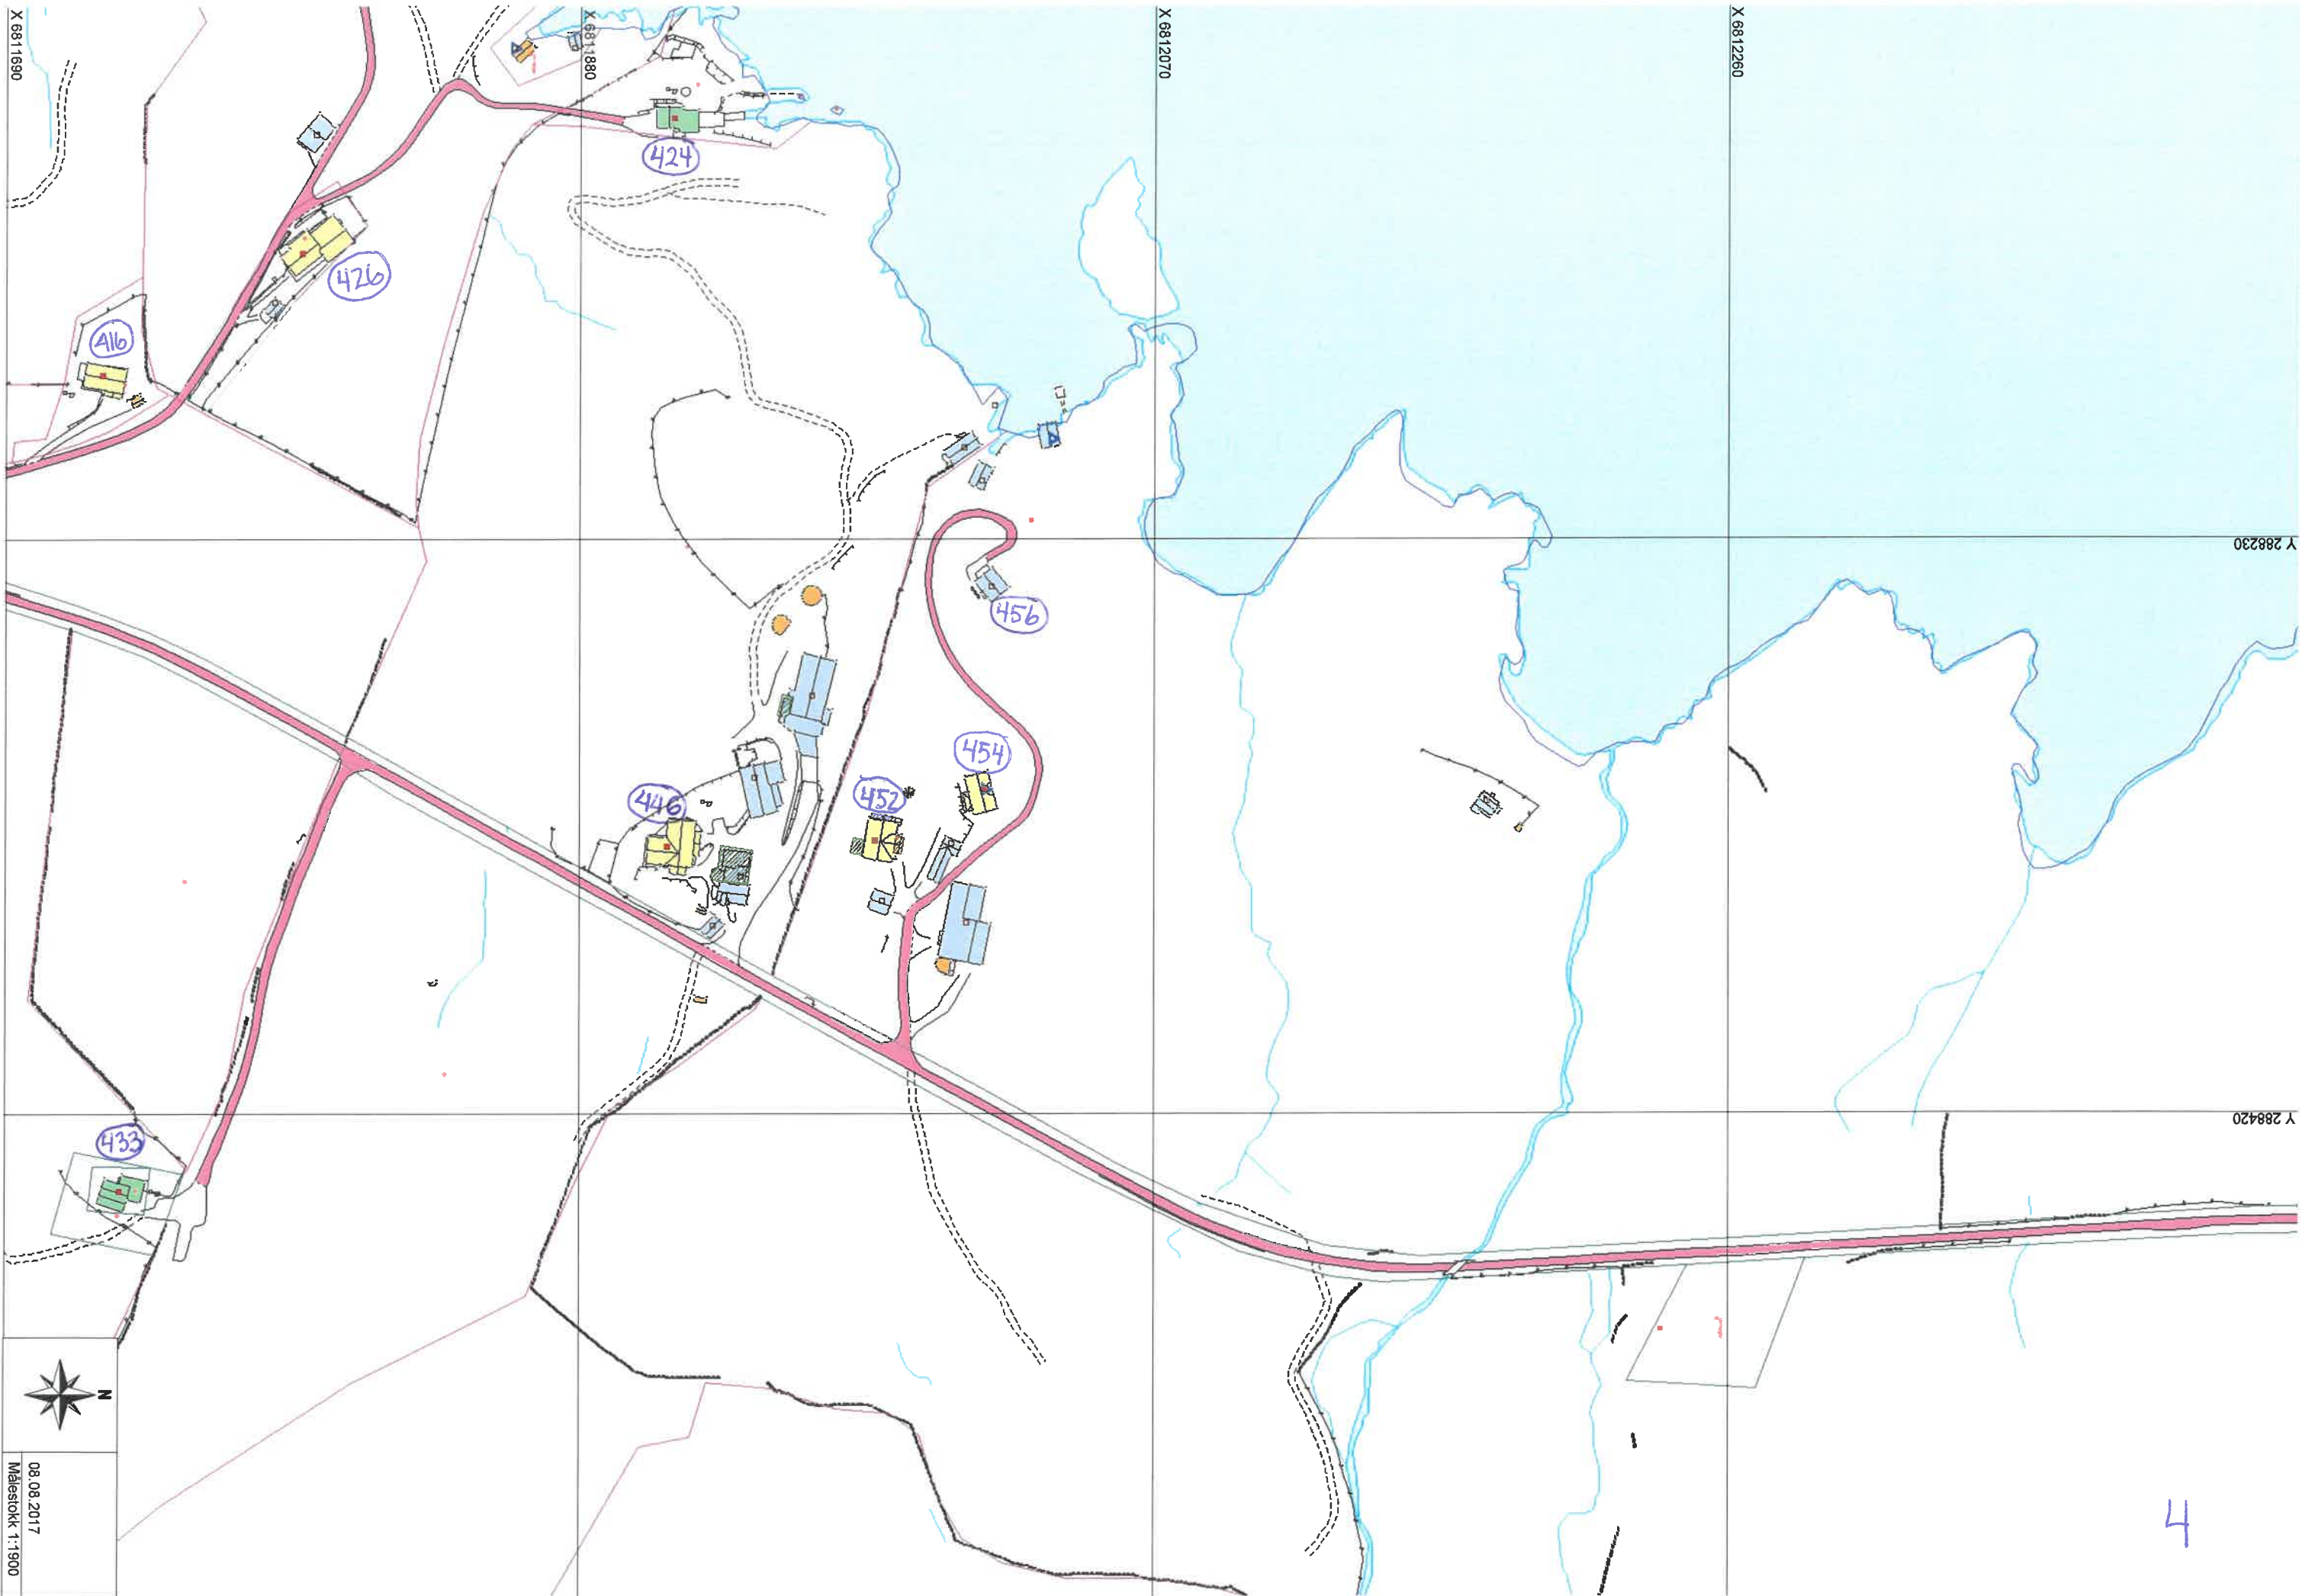 X 6811690
X 6811880
X 6812070
X 6812260
424
426
416
Y 288230
456
454
446
452
Y 288420
433
N
08.08.2017
Målestokk 1:1900
4